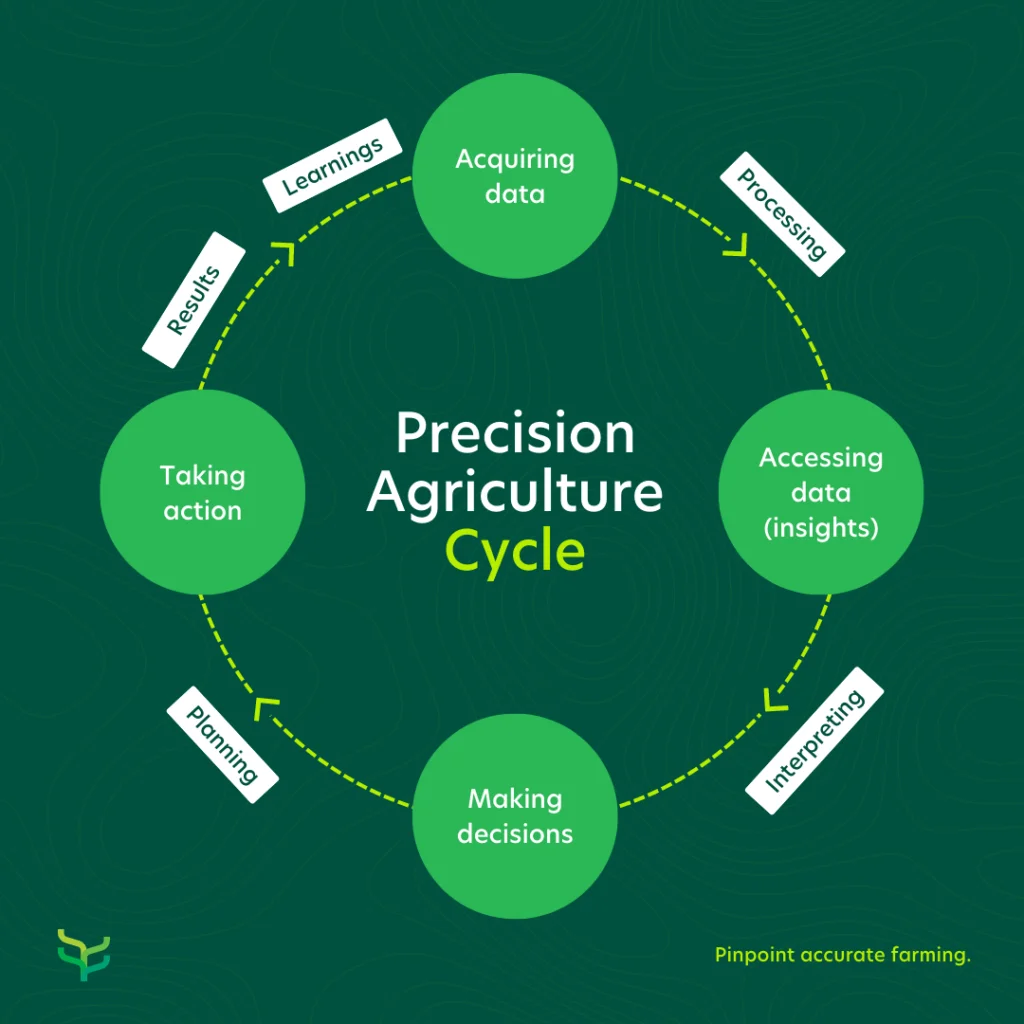 Acquiring
data
Processing
Accessing
data
(insights)
Interpreting
Making
decisions
Planning
Taking
action
Results
Learnings
Precision
Agriculture
Cycle
Pinpoint accurate farming.